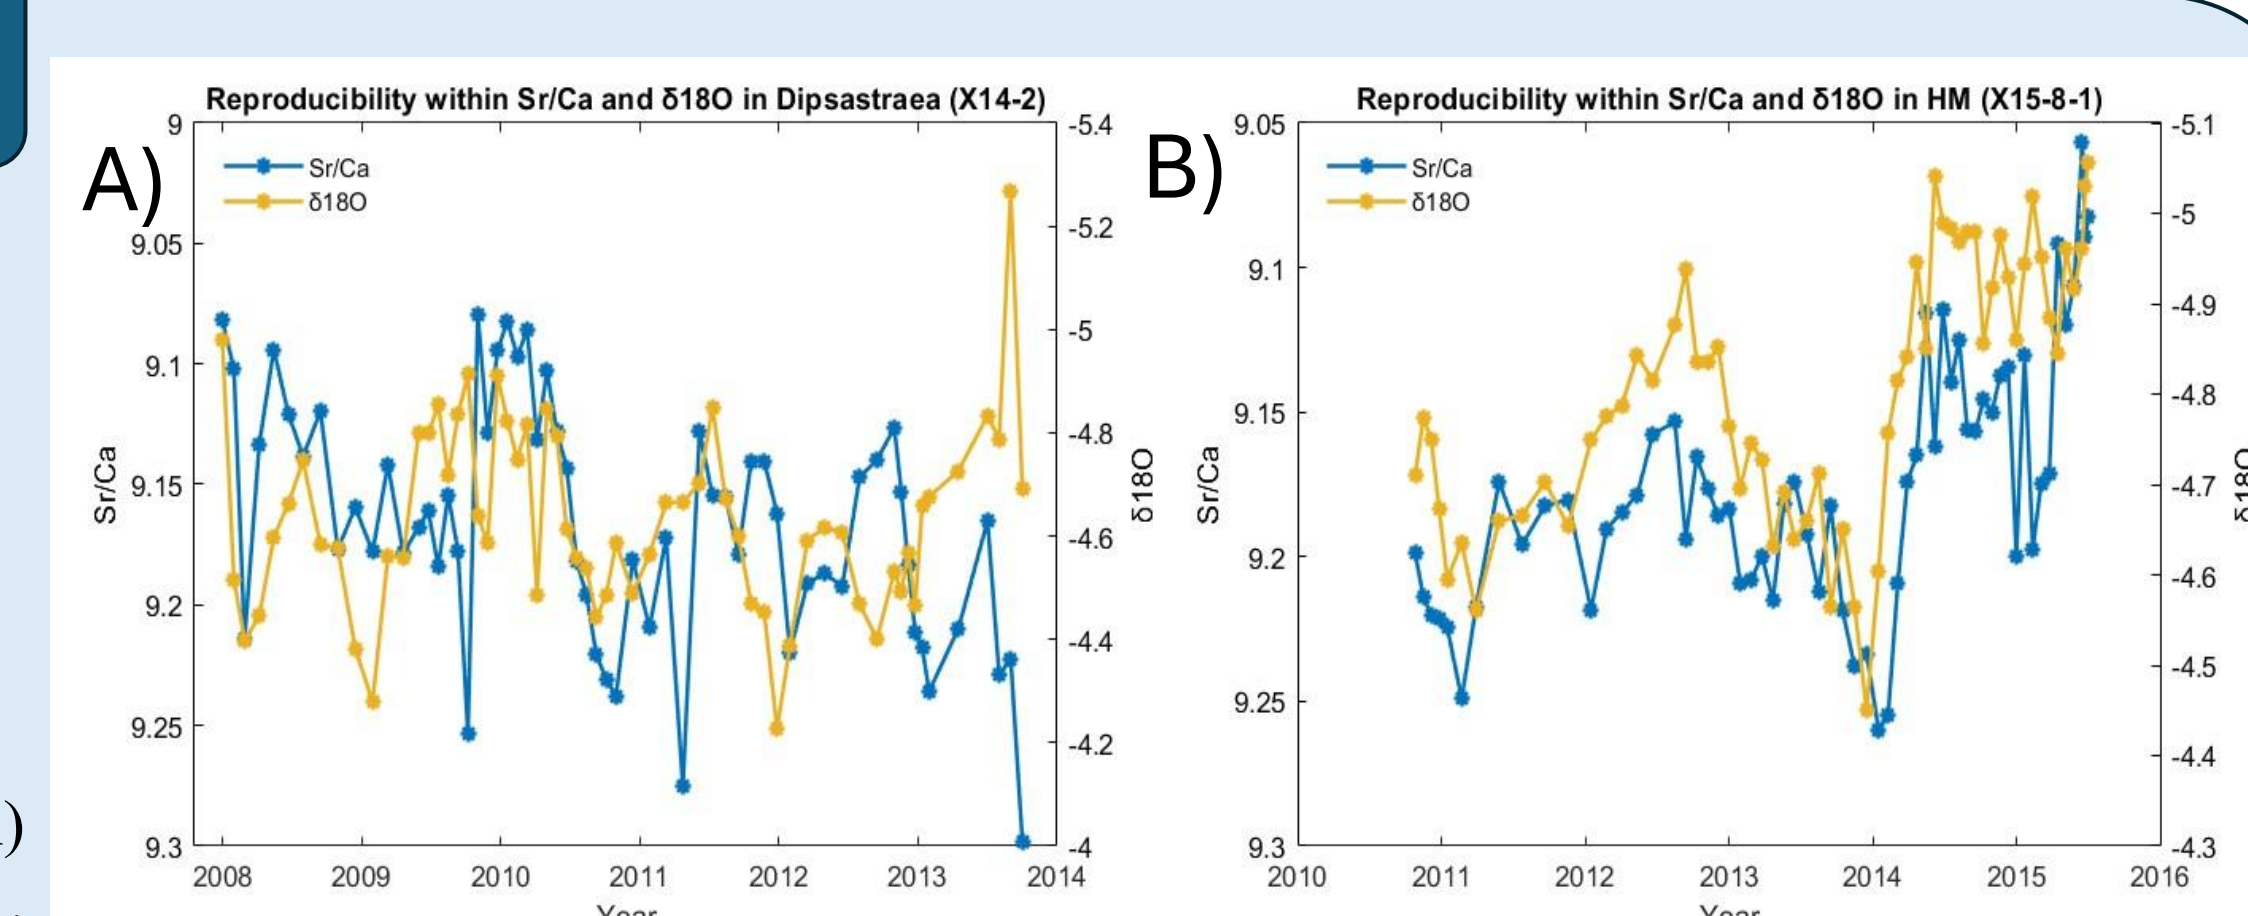 Reproducibility within Sr/Ca and δ18O in Dipsastraea (X14-2)
A)
Sr/Ca
δ18O
9
9.05
9.1
9.15
9.2
9.25
9.3
Sr/Ca
-5.4
-5.2
-5
-4.8
-4.6
-4.4
-4.2
-4
δ18O
2008 2009 2010 2011 2012 2013 2014
Year
Reproducibility within Sr/Ca and δ18O in HM (X15-8-1)
B)
Sr/Ca
δ18O
9.05
9.1
9.15
9.2
9.25
9.3
Sr/Ca
-5.1
-5
-4.9
-4.8
-4.7
-4.6
-4.5
-4.4
-4.3
δ18O
2010 2011 2012 2013 2014 2015 2016
Year